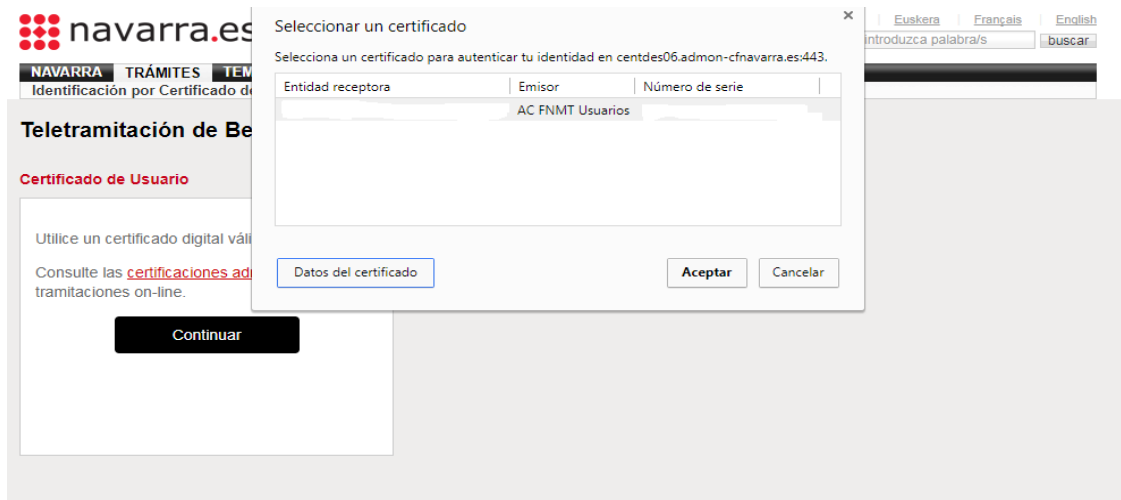 navarra.es
Euskera Français English
introduzca palabra/s buscar
NAVARRA TRÁMITES TEM
Identificación por Certificado de
Seleccionar un certificado ×
Selecciona un certificado para autenticar tu identidad en centdes06.admon-cfnavarra.es:443.
Entidad receptora Emisor Número de serie
AC FNMT Usuarios
Datos del certificado Aceptar Cancelar
Teletramitación de Be
Certificado de Usuario
Utilice un certificado digital váli
Consulte las certificaciones adm
tramitaciones on-line.
Continuar